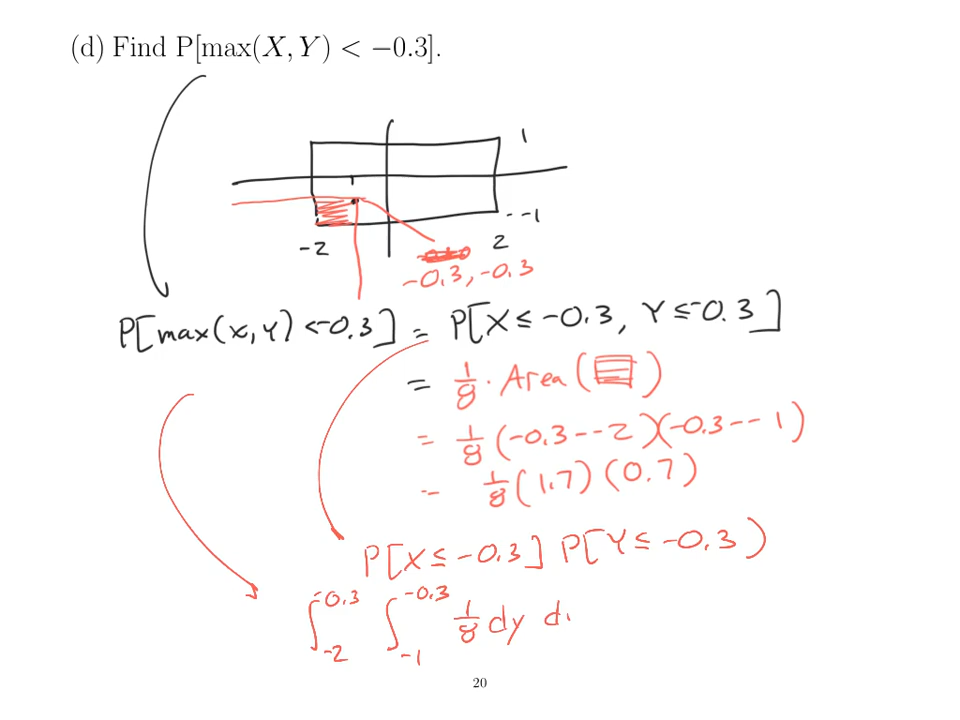 (d) Find P[max(X, Y) < −0.3].
1
-1
-2
2
-0.3, -0.3
P[max(x, Y) < -0.3] = P[X ≤ -0.3, Y ≤ -0.3]
= 1/8 · Area ( )
= 1/8 (-0.3 - -2)(-0.3 - - 1)
- 1/8 (1.7) (0.7)
P[X ≤ -0.3] P[Y ≤ -0.3)
∫_{-2}^{-0.3} ∫_{-1}^{-0.3} 1/8 dy d
20